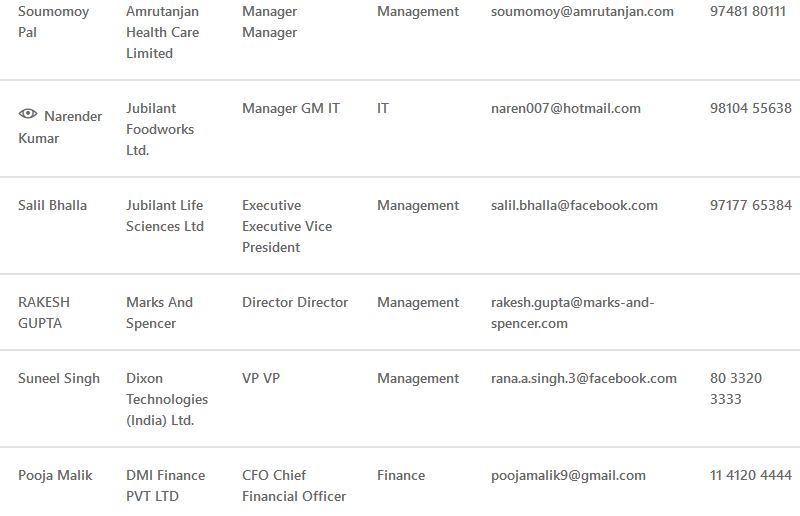 Soumomoy Pal
Amrutanjan Health Care Limited
Manager Manager
Management
soumomoy@amrutanjan.com
97481 80111
Narender Kumar
Jubilant Foodworks Ltd.
Manager GM IT
IT
naren007@hotmail.com
98104 55638
Salil Bhalla
Jubilant Life Sciences Ltd
Executive Executive Vice President
Management
salil.bhalla@facebook.com
97177 65384
RAKESH GUPTA
Marks And Spencer
Director Director
Management
rakesh.gupta@marks-and-spencer.com
Suneel Singh
Dixon Technologies (India) Ltd.
VP VP
Management
rana.a.singh.3@facebook.com
80 3320 3333
Pooja Malik
DMI Finance PVT LTD
CFO Chief Financial Officer
Finance
poojamalik9@gmail.com
11 4120 4444